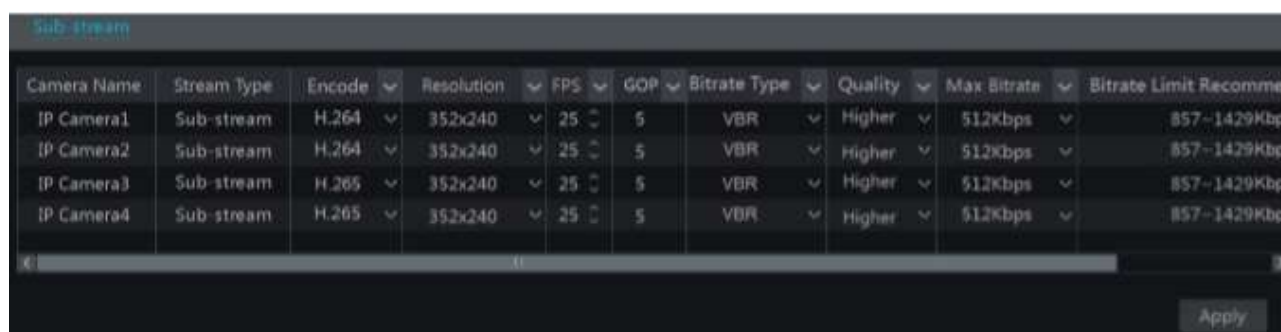 Sub-stream
Camera Name Stream Type Encode Resolution FPS GOP Bitrate Type Quality Max Bitrate Bitrate Limit Recomme
IP Camera1 Sub-stream H.264 352x240 25 5 VBR Higher 512Kbps 857~1429Kbp
IP Camera2 Sub-stream H.264 352x240 25 5 VBR Higher 512Kbps 857~1429Kbp
IP Camera3 Sub-stream H.265 352x240 25 5 VBR Higher 512Kbps 857~1429Kbp
IP Camera4 Sub-stream H.265 352x240 25 5 VBR Higher 512Kbps 857~1429Kbp
Apply